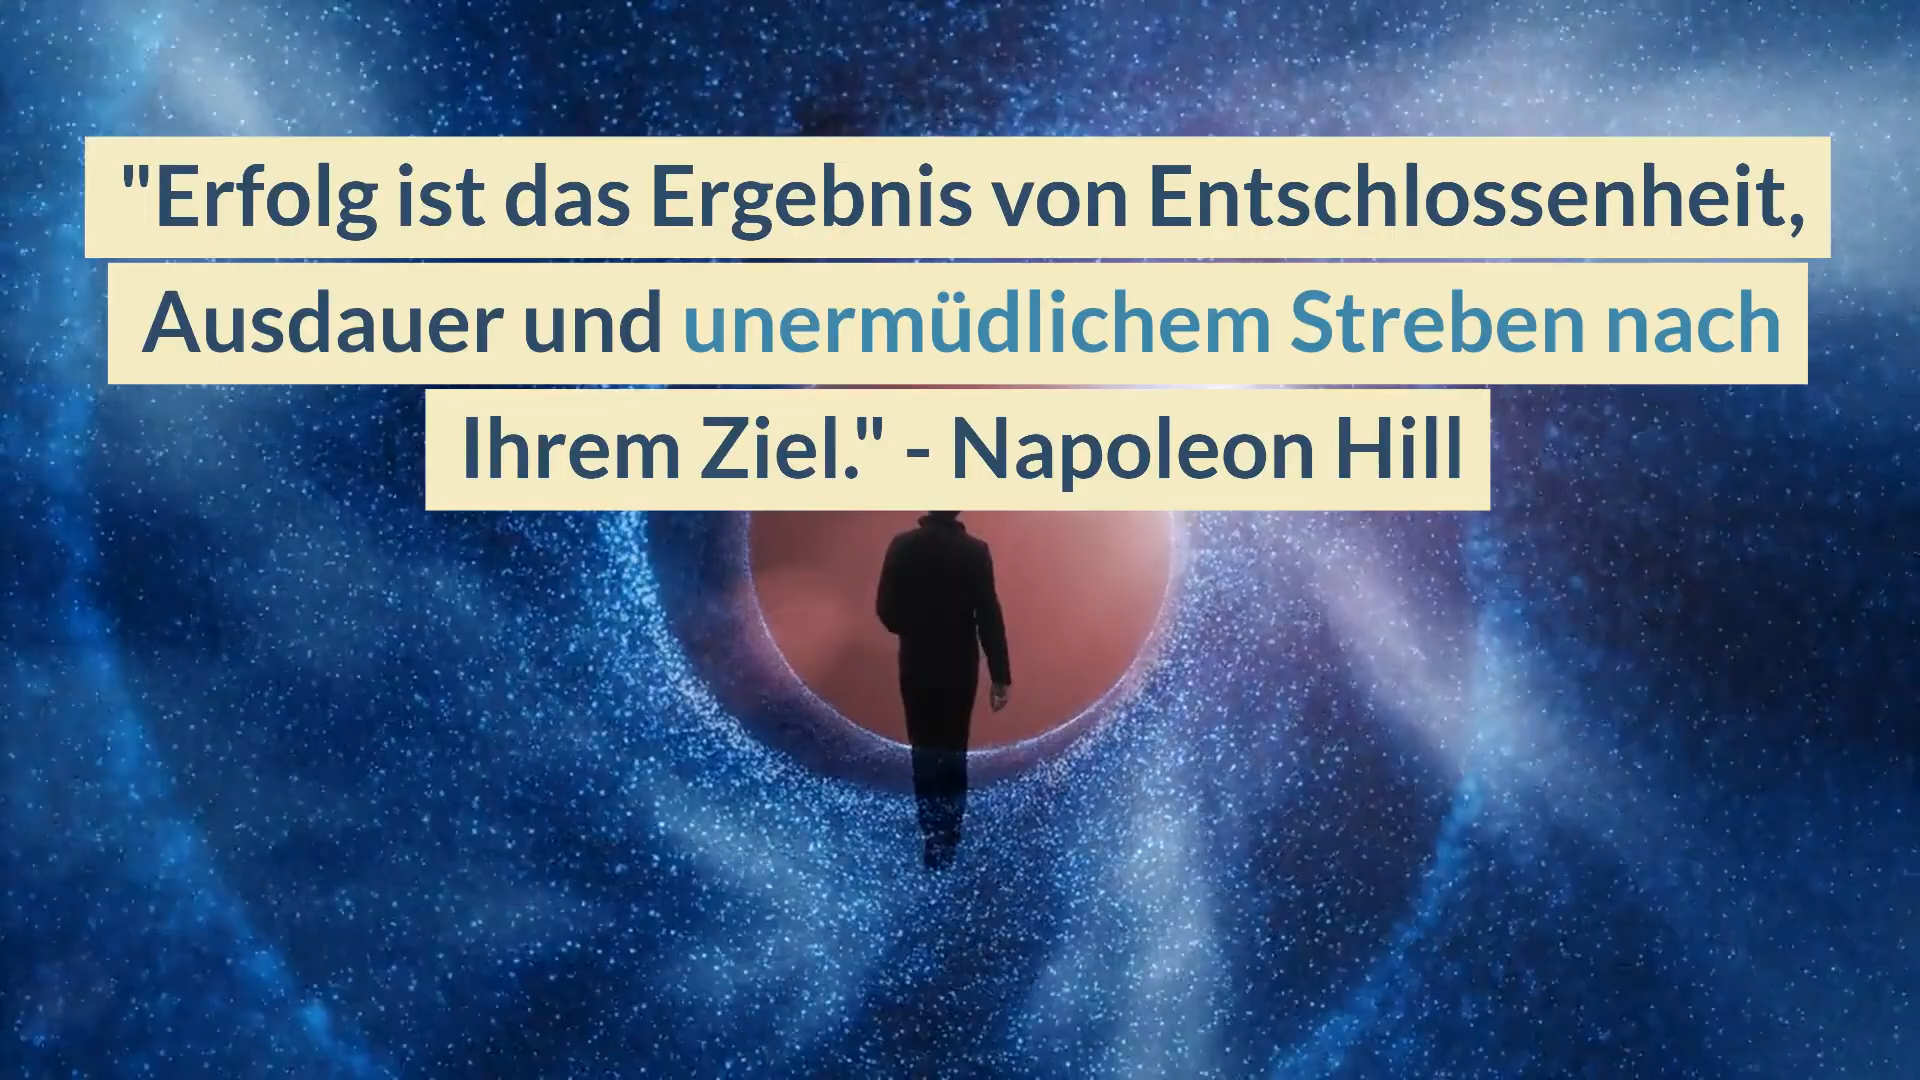 "Erfolg ist das Ergebnis von Entschlossenheit,
Ausdauer und unermüdlichem Streben nach
Ihrem Ziel." - Napoleon Hill